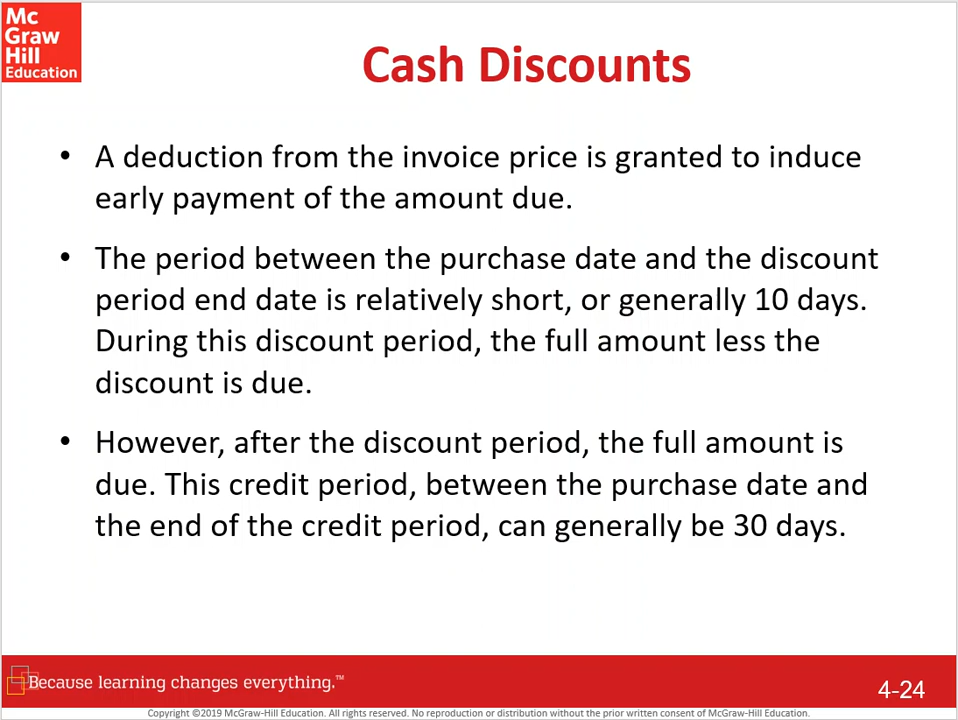 Mc
Graw
Hill
Education
Cash Discounts
• A deduction from the invoice price is granted to induce
early payment of the amount due.
• The period between the purchase date and the discount
period end date is relatively short, or generally 10 days.
During this discount period, the full amount less the
discount is due.
• However, after the discount period, the full amount is
due. This credit period, between the purchase date and
the end of the credit period, can generally be 30 days.
Because learning changes everything.™
4-24
Copyright ©2019 McGraw-Hill Education. All rights reserved. No reproduction or distribution without the prior written consent of McGraw-Hill Education.